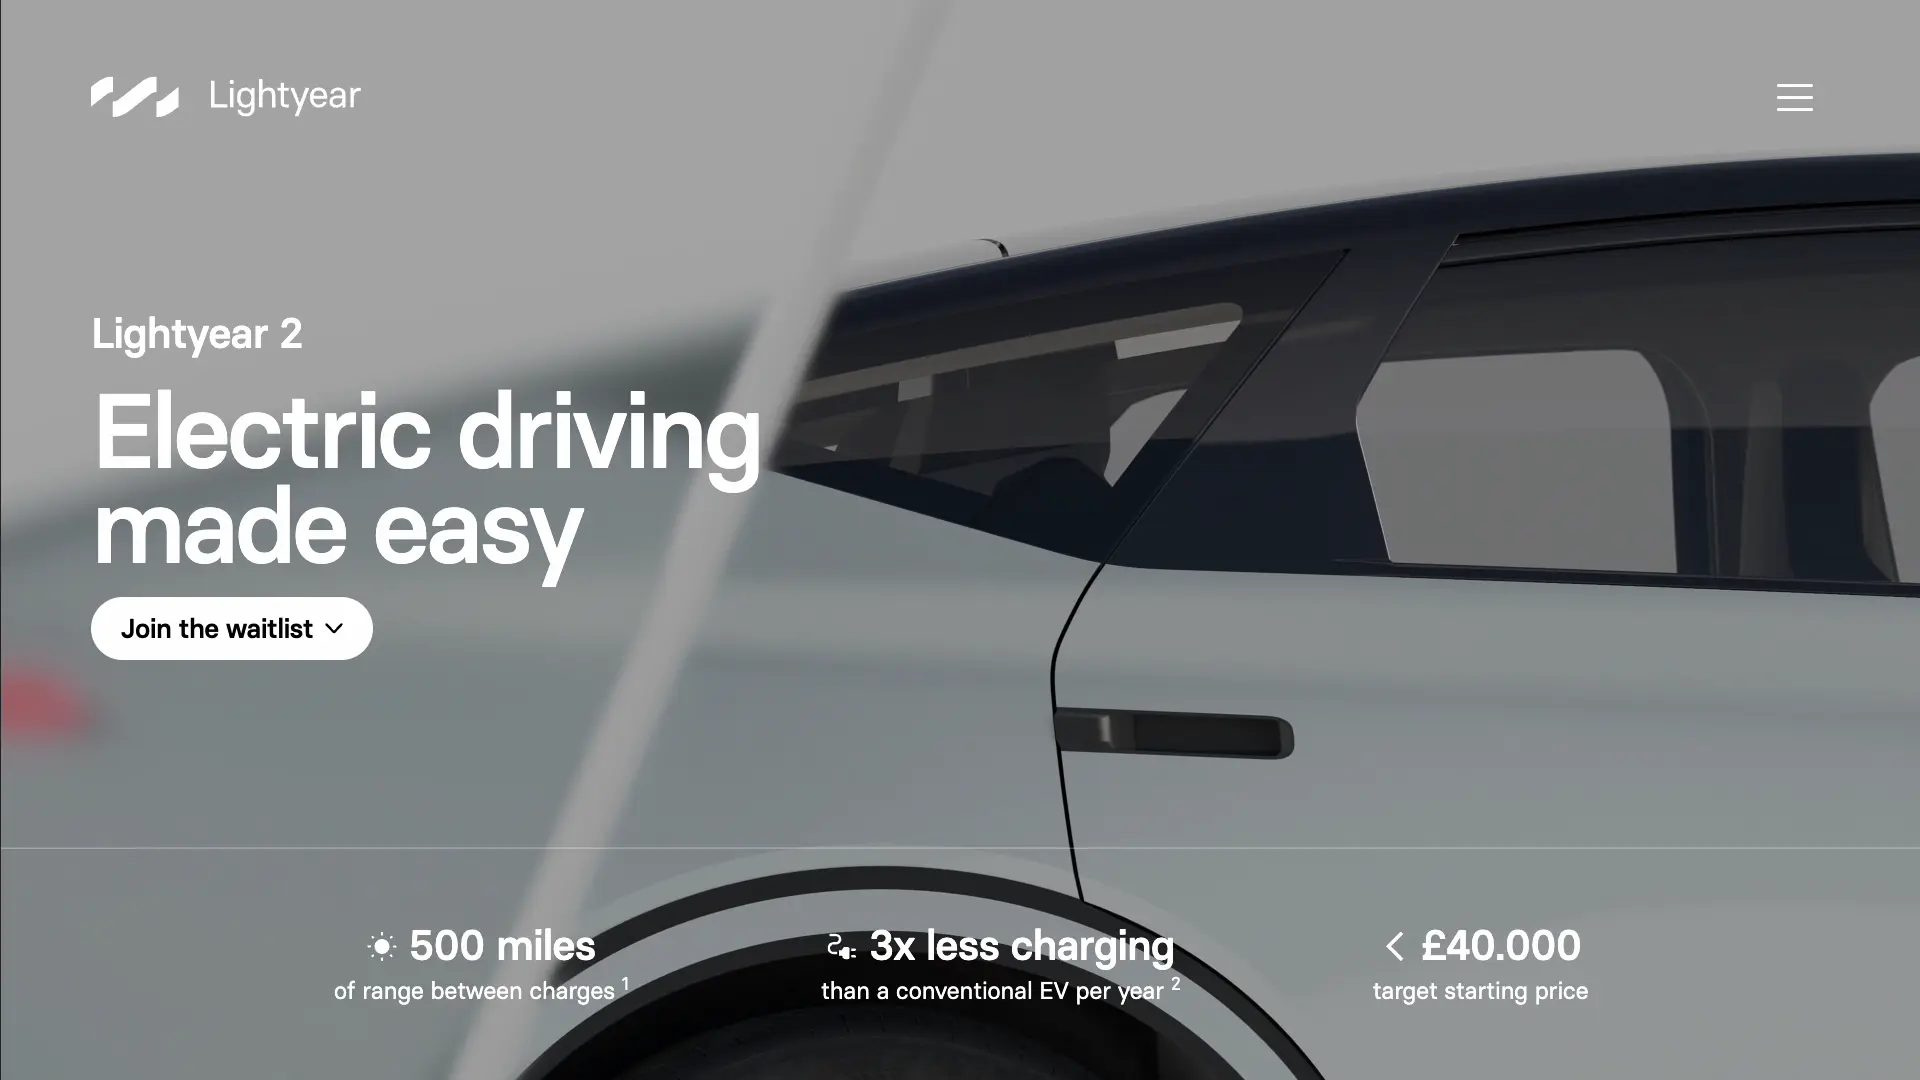 Lightyear
Lightyear 2
Electric driving
made easy
Join the waitlist
500 miles
of range between charges 1
3x less charging
than a conventional EV per year 2
< £40.000
target starting price